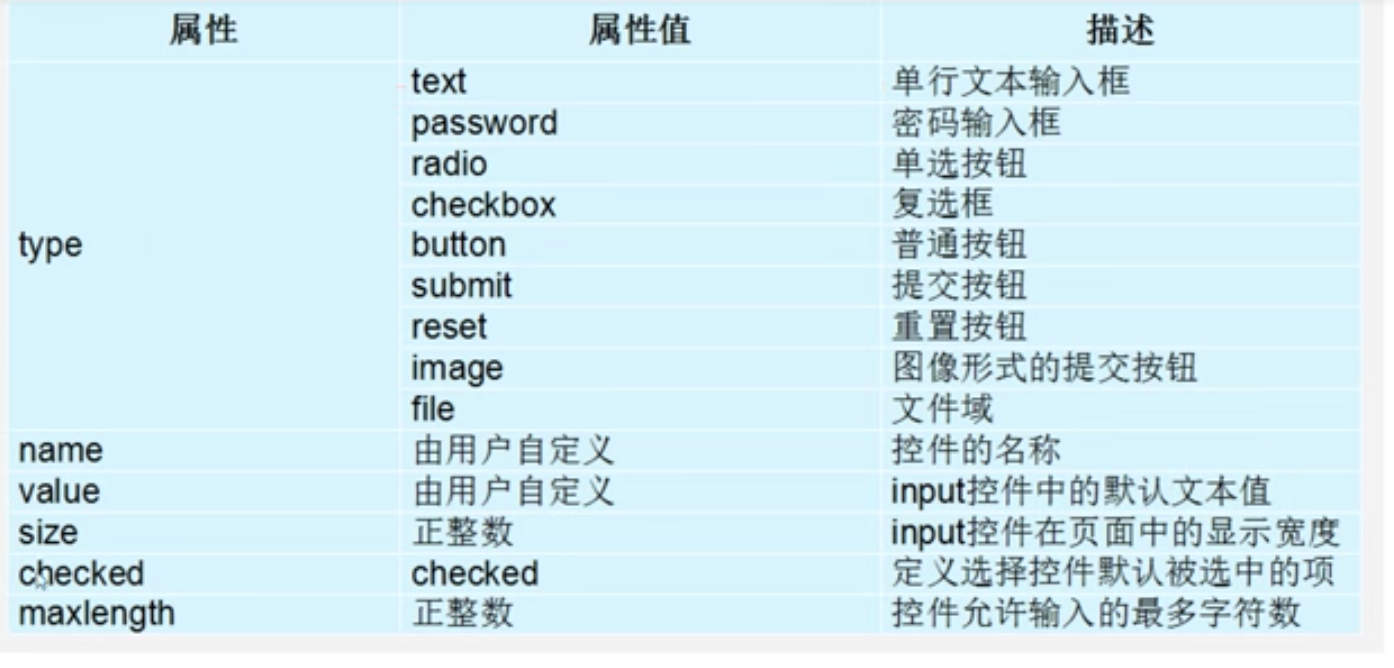 属性 属性值 描述
text 单行文本输入框
password 密码输入框
radio 单选按钮
checkbox 复选框
type button 普通按钮
submit 提交按钮
reset 重置按钮
image 图像形式的提交按钮
file 文件域
name 由用户自定义 控件的名称
value 由用户自定义 input控件中的默认文本值
size 正整数 input控件在页面中的显示宽度
checked checked 定义选择控件默认被选中的项
maxlength 正整数 控件允许输入的最多字符数